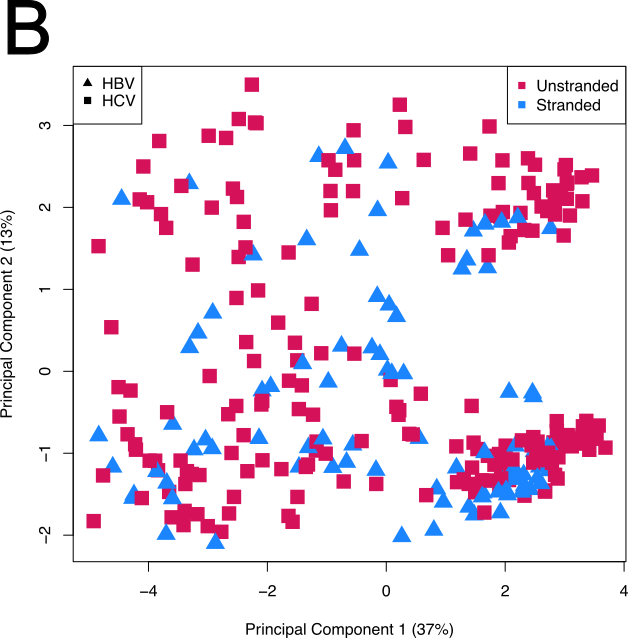 B
HBV
HCV
Unstranded
Stranded
3
2
1
0
−1
−2
Principal Component 2 (13%)
−4 −2 0 2 4
Principal Component 1 (37%)